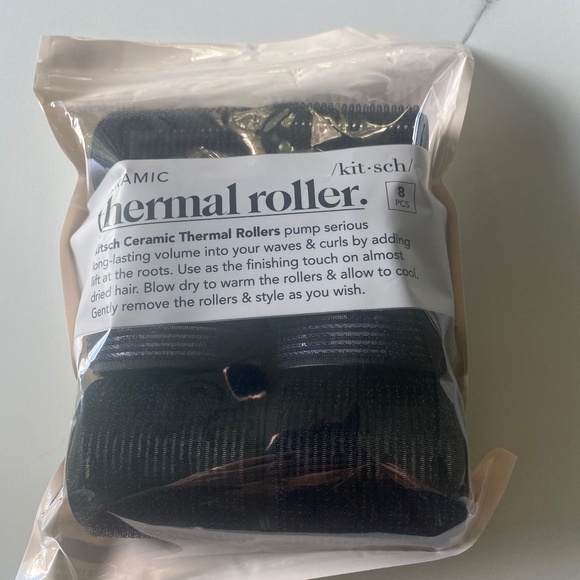 /kit·sch/
AMIC
thermal roller.
8
PCS
Kitsch Ceramic Thermal Rollers pump serious
long-lasting volume into your waves & curls by adding
lift at the roots. Use as the finishing touch on almost
dried hair. Blow dry to warm the rollers & allow to cool.
Gently remove the rollers & style as you wish.